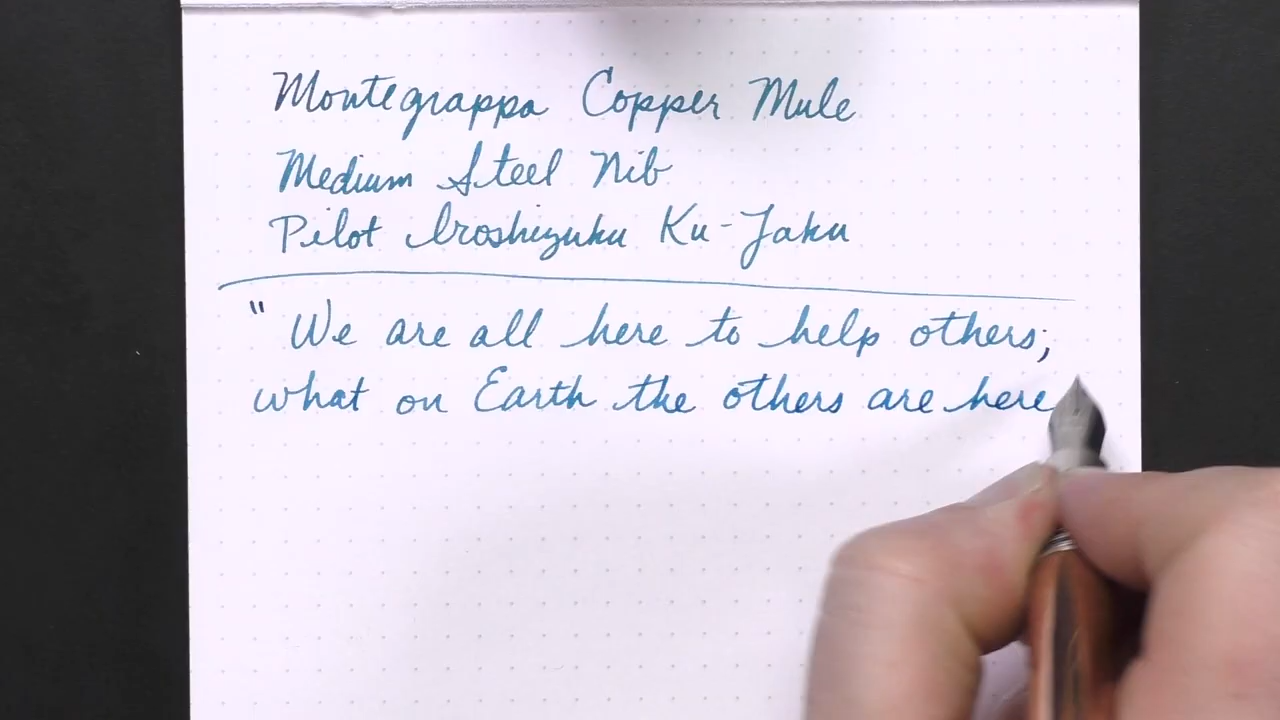 Montegrappa Copper Mule
Medium Steel Nib
Pilot Iroshizuku Ku-Jaku
" We are all here to help others;
what on Earth the others are here